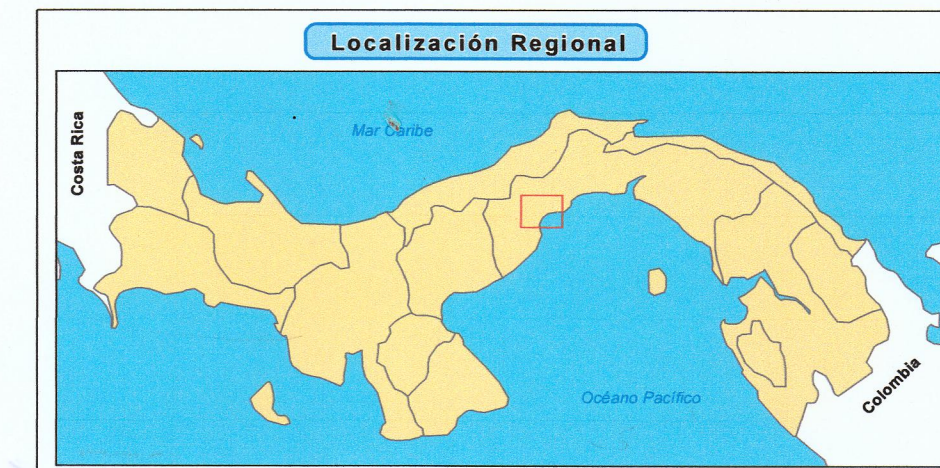 Localización Regional
Costa Rica
Mar Caribe
Océano Pacífico
Colombia